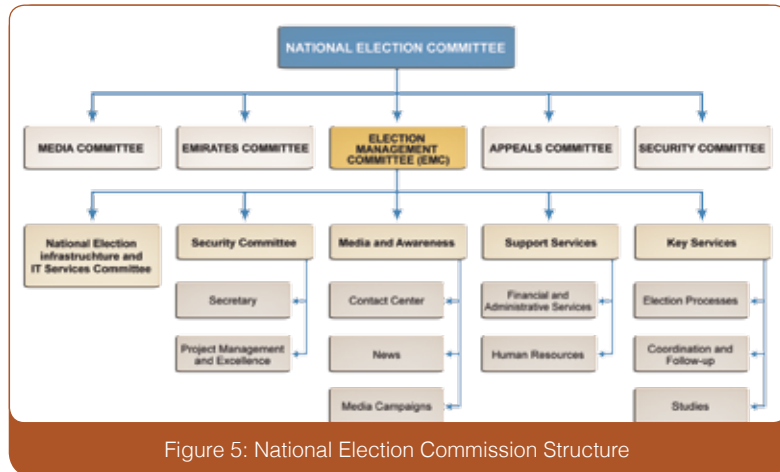 NATIONAL ELECTION COMMITTEE
MEDIA COMMITTEE
EMIRATES COMMITTEE
ELECTION
MANAGEMENT
COMMITTEE (EMC)
APPEALS COMMITTEE
SECURITY COMMITTEE
National Election
infrastruchture and
IT Services Committee
Security Committee
Media and Awareness
Support Services
Key Services
Secretary
Contact Center
Financial and
Administrative Services
Election Processes
Project Management
and Excellence
News
Human Resources
Coordination and
Follow-up
Media Campaigns
Studies
Figure 5: National Election Commission Structure